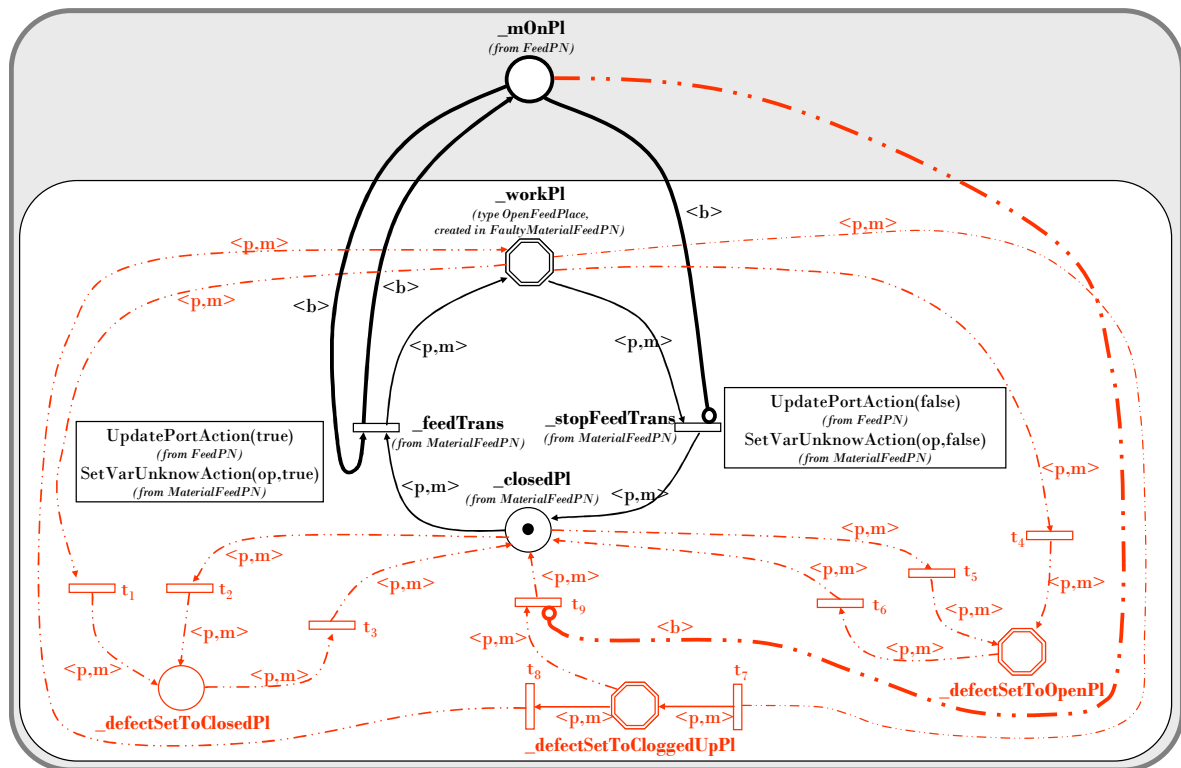 _mOnPl
(from FeedPN)
_workPl
(type OpenFeedPlace,
created in FaultyMaterialFeedPN)
<b>
<p,m>
<p,m>
<p,m>
<b>
<b>
<p,m>
<p,m>
_feedTrans
(from MaterialFeedPN)
_stopFeedTrans
(from MaterialFeedPN)
UpdatePortAction(false)
(from FeedPN)
SetVarUnknowAction(op,false)
(from MaterialFeedPN)
UpdatePortAction(true)
(from FeedPN)
SetVarUnknowAction(op,true)
(from MaterialFeedPN)
_closedPl
(from MaterialFeedPN)
<p,m>
<p,m>
<p,m>
<p,m>
<p,m>
t4
t5
<p,m>
<p,m>
<p,m>
<p,m>
t1
t2
t9
t6
t3
<p,m>
<p,m>
<b>
<p,m>
<p,m>
<p,m>
t8
t7
_defectSetToClosedPl
<p,m>
<p,m>
_defectSetToOpenPl
_defectSetToCloggedUpPl